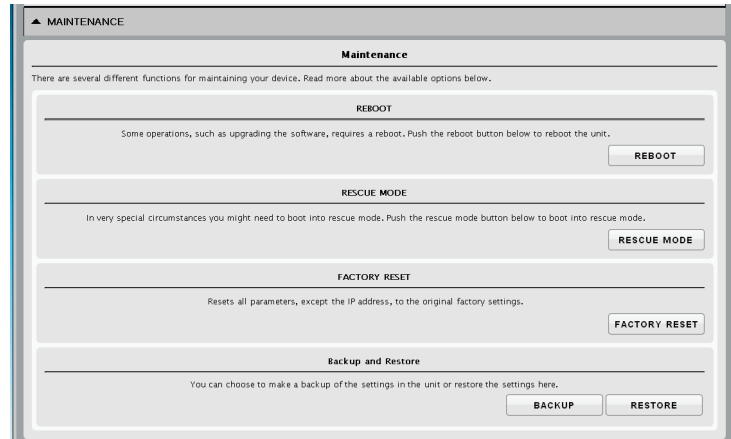 MAINTENANCE
Maintenance
There are several different functions for maintaining your device. Read more about the available options below.
REBOOT
Some operations, such as upgrading the software, requires a reboot. Push the reboot button below to reboot the unit.
REBOOT
RESCUE MODE
In very special circumstances you might need to boot into rescue mode. Push the rescue mode button below to boot into rescue mode.
RESCUE MODE
FACTORY RESET
Resets all parameters, except the IP address, to the original factory settings.
FACTORY RESET
Backup and Restore
You can choose to make a backup of the settings in the unit or restore the settings here.
BACKUP RESTORE